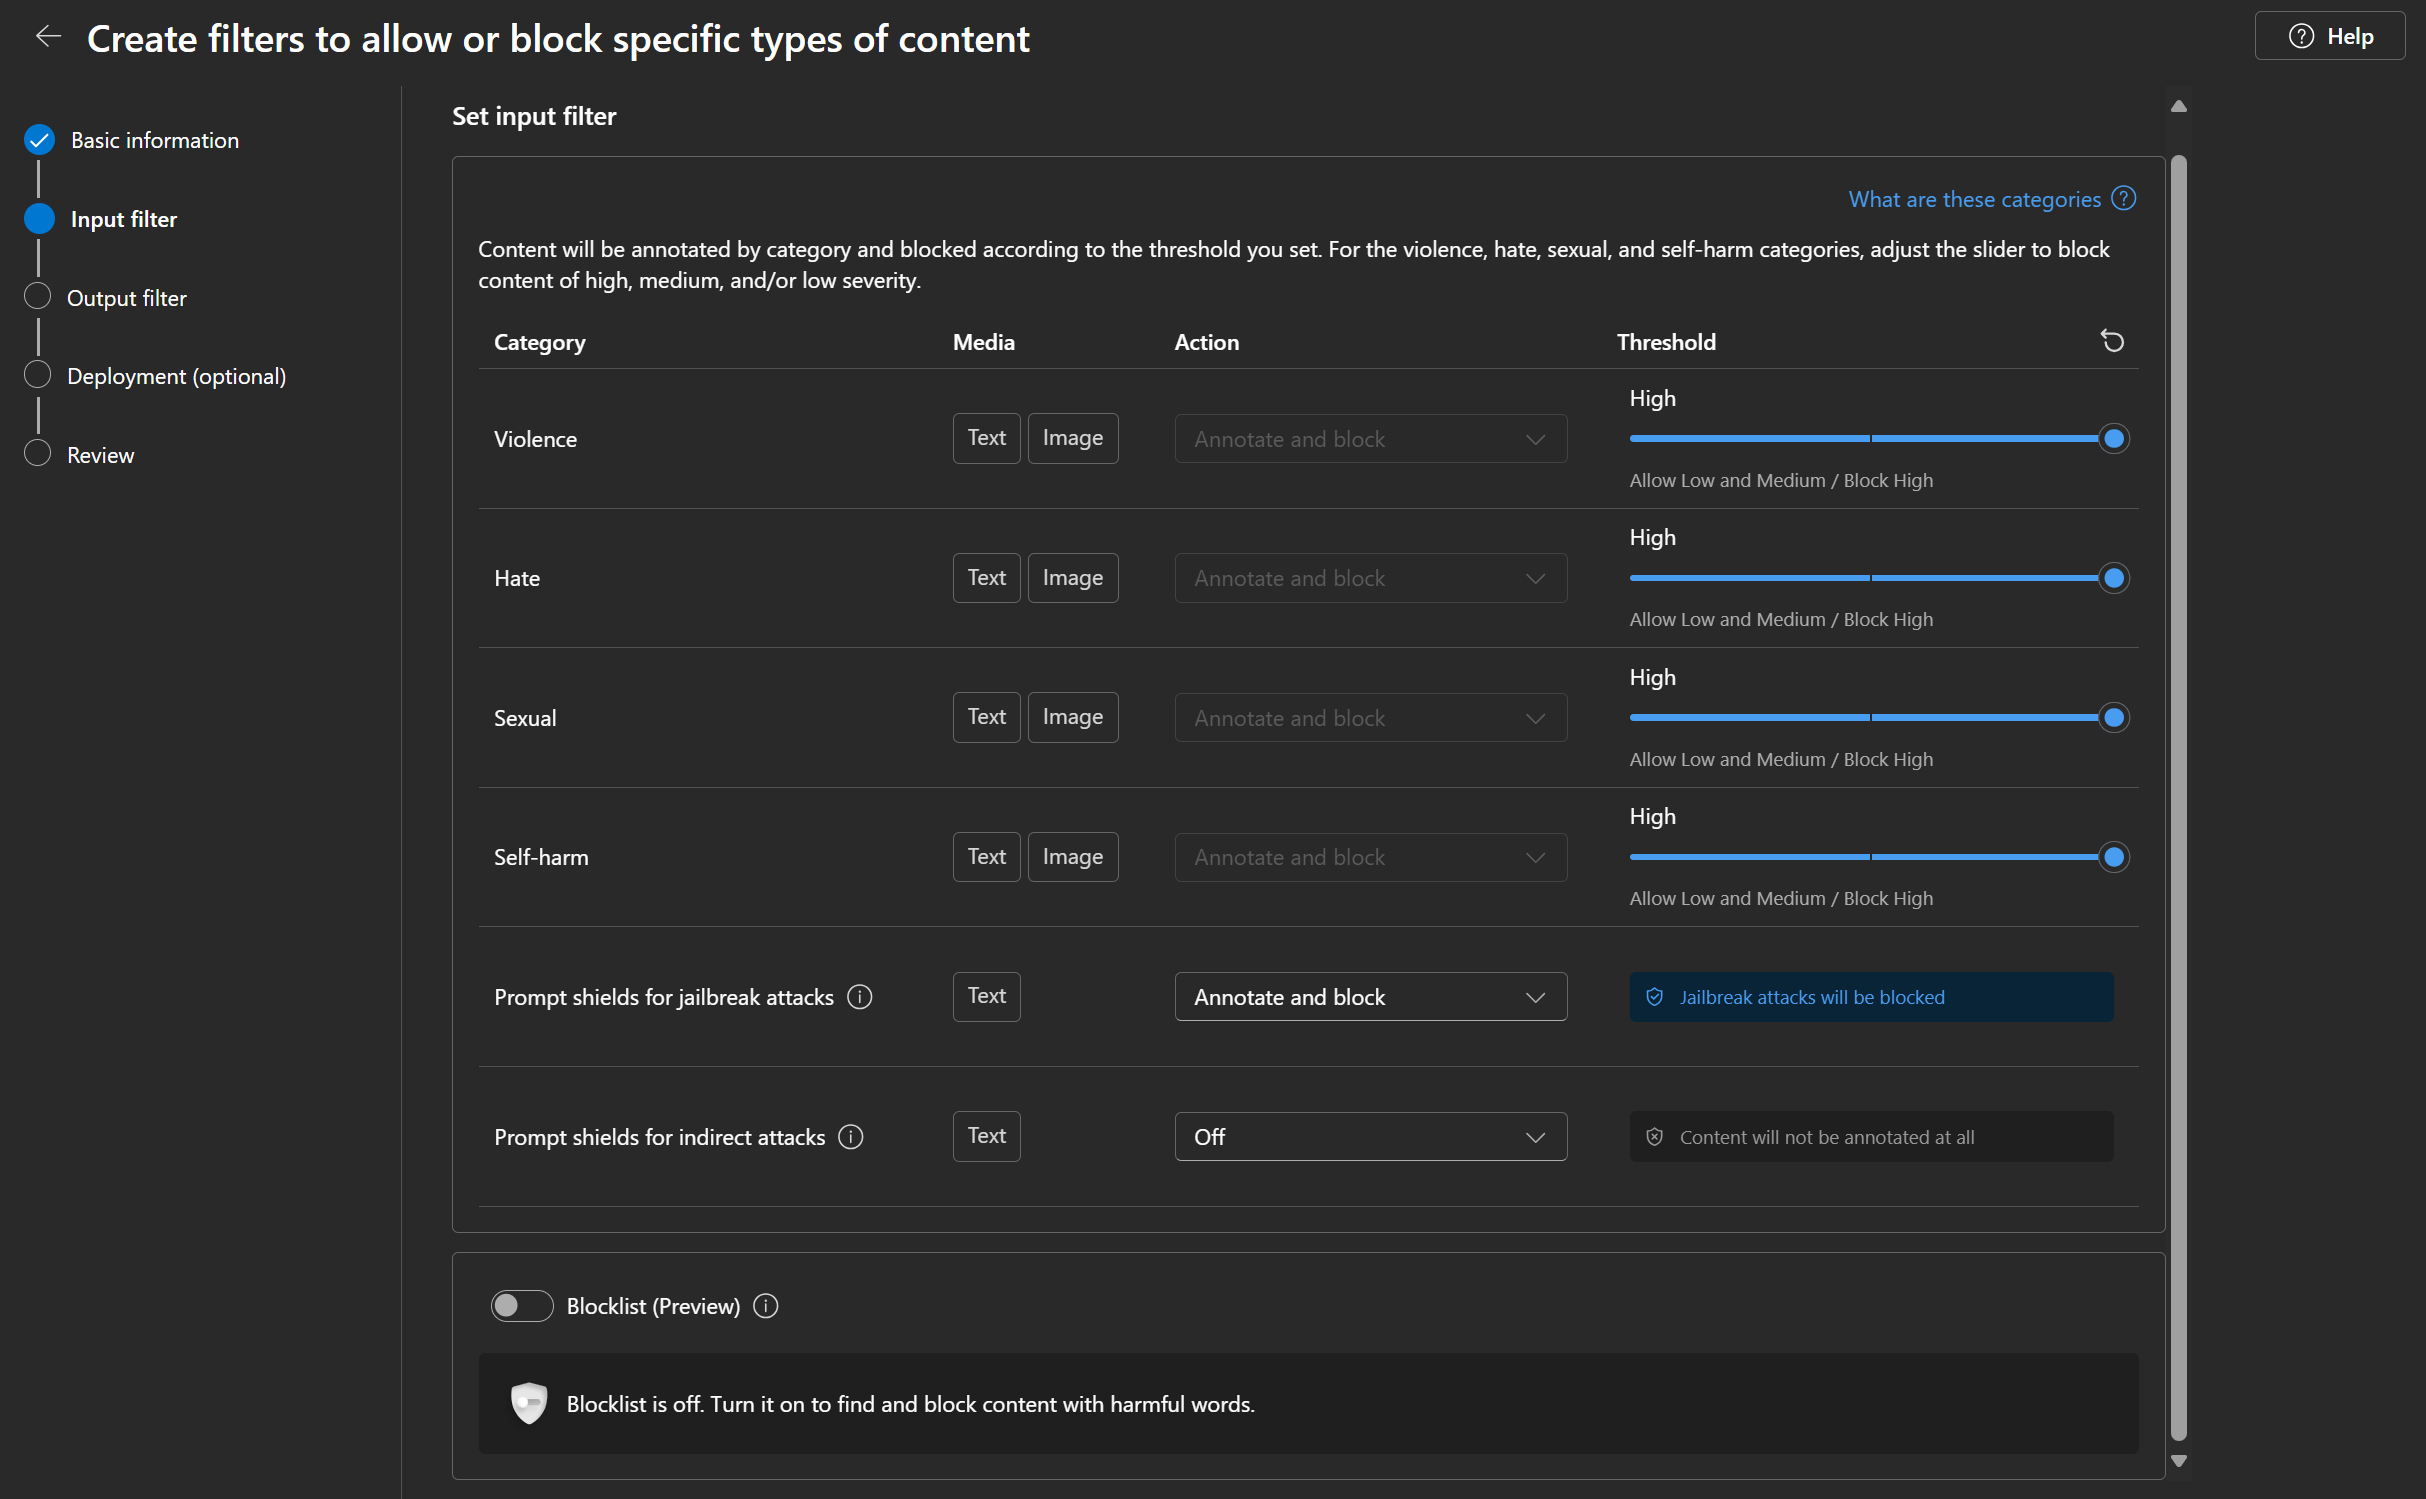 Create filters to allow or block specific types of content
Help
Basic information
Input filter
Output filter
Deployment (optional)
Review
Set input filter
What are these categories
Content will be annotated by category and blocked according to the threshold you set. For the violence, hate, sexual, and self-harm categories, adjust the slider to block
content of high, medium, and/or low severity.
Category Media Action Threshold
High
Violence Text Image Annotate and block
Allow Low and Medium / Block High
High
Hate Text Image Annotate and block
Allow Low and Medium / Block High
High
Sexual Text Image Annotate and block
Allow Low and Medium / Block High
High
Self-harm Text Image Annotate and block
Allow Low and Medium / Block High
Prompt shields for jailbreak attacks Text Annotate and block Jailbreak attacks will be blocked
Prompt shields for indirect attacks Text Off Content will not be annotated at all
Blocklist (Preview)
Blocklist is off. Turn it on to find and block content with harmful words.